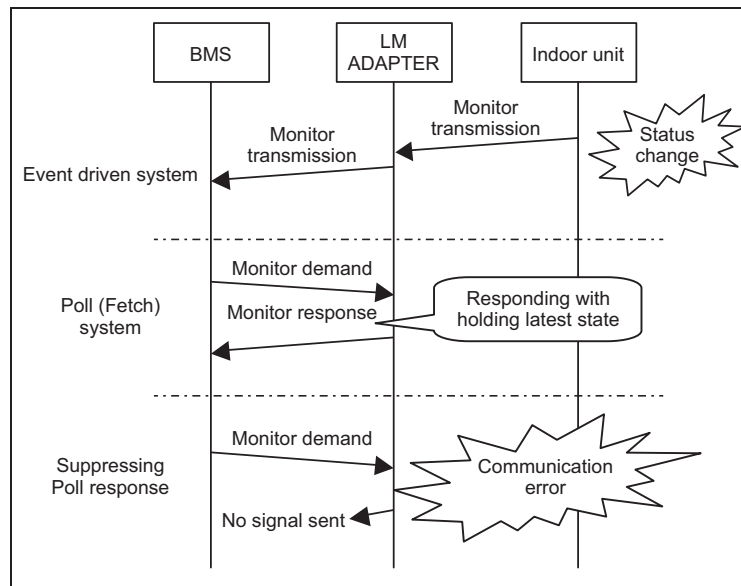 BMS
LM
ADAPTER
Indoor unit
Monitor
transmission
Monitor
transmission
Status
change
Event driven system
Monitor demand
Poll (Fetch)
system
Monitor response
Responding with
holding latest state
Monitor demand
Suppressing
Poll response
Communication
error
No signal sent